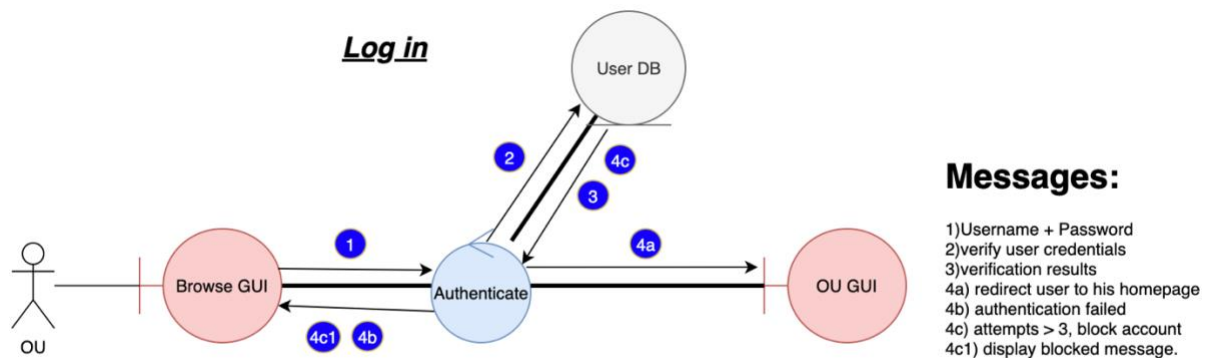 Log in
User DB
2
4c
3
Messages:
1)Username + Password
2)verify user credentials
3)verification results
4a) redirect user to his homepage
4b) authentication failed
4c) attempts > 3, block account
4c1) display blocked message.
1
4a
Browse GUI
Authenticate
OU GUI
4c1
4b
OU